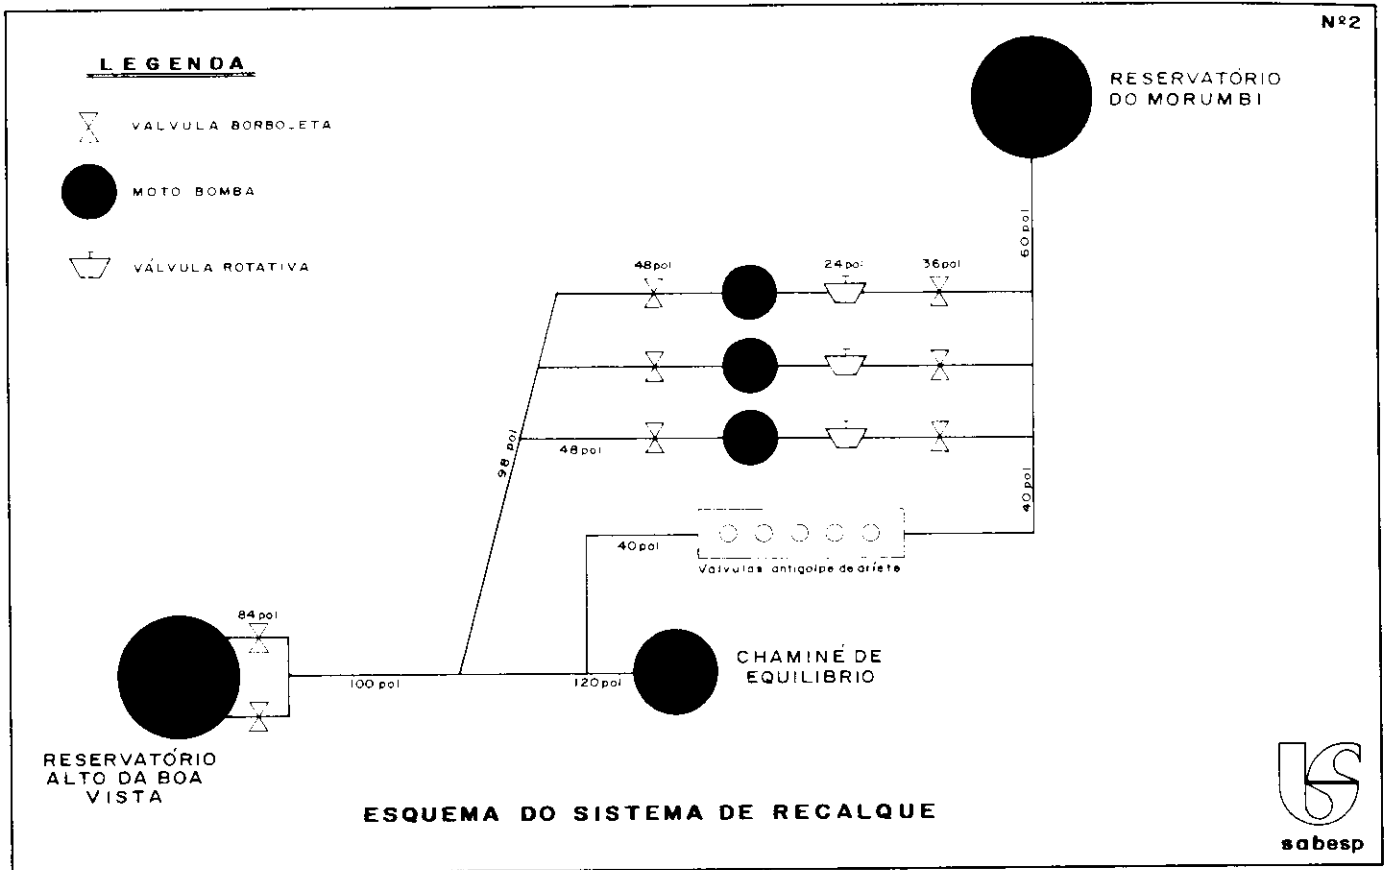 Nº2
LEGENDA
VALVULA BORBOLETA
MOTO BOMBA
VÁLVULA ROTATIVA
RESERVATÓRIO
DO MORUMBI
60 pol
48 pol
24 pol
36 pol
98 pol
48 pol
40 pol
40 pol
Válvulas antigolpe de aríete
84 pol
100 pol
120 pol
CHAMINÉ DE
EQUILIBRIO
RESERVATÓRIO
ALTO DA BOA
VISTA
ESQUEMA DO SISTEMA DE RECALQUE
sabesp